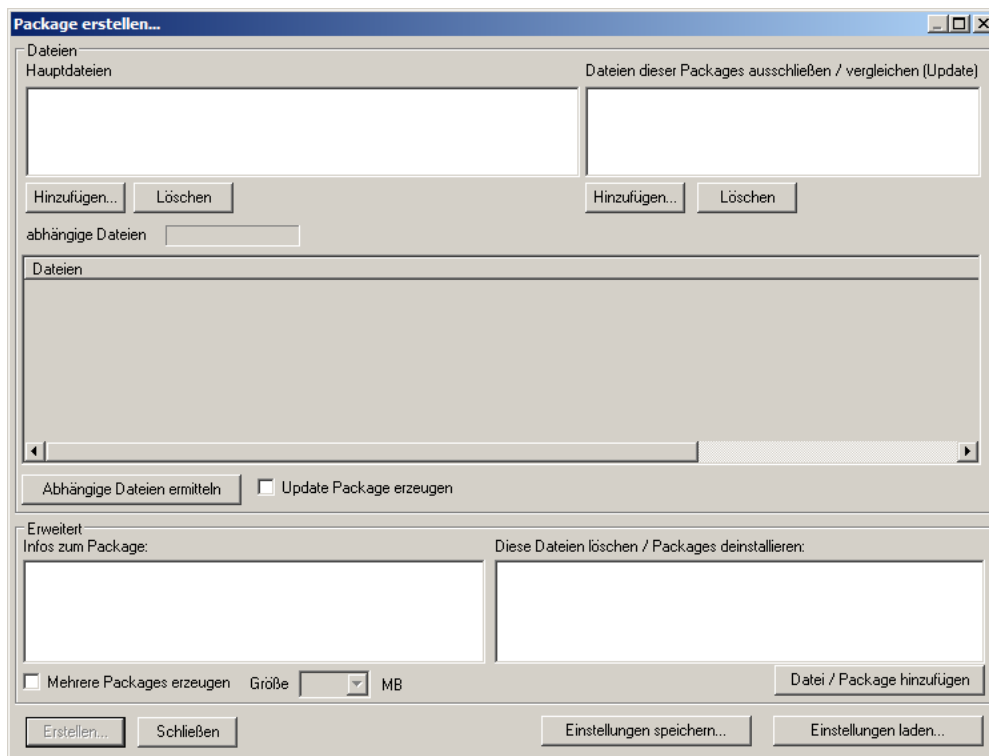 Package erstellen...
Dateien
Hauptdateien
Dateien dieser Packages ausschließen / vergleichen (Update)
Hinzufügen...
Löschen
Hinzufügen...
Löschen
abhängige Dateien
Dateien
Abhängige Dateien ermitteln
Update Package erzeugen
Erweitert
Infos zum Package:
Diese Dateien löschen / Packages deinstallieren:
Mehrere Packages erzeugen
Größe
MB
Datei / Package hinzufügen
Erstellen...
Schließen
Einstellungen speichern...
Einstellungen laden...